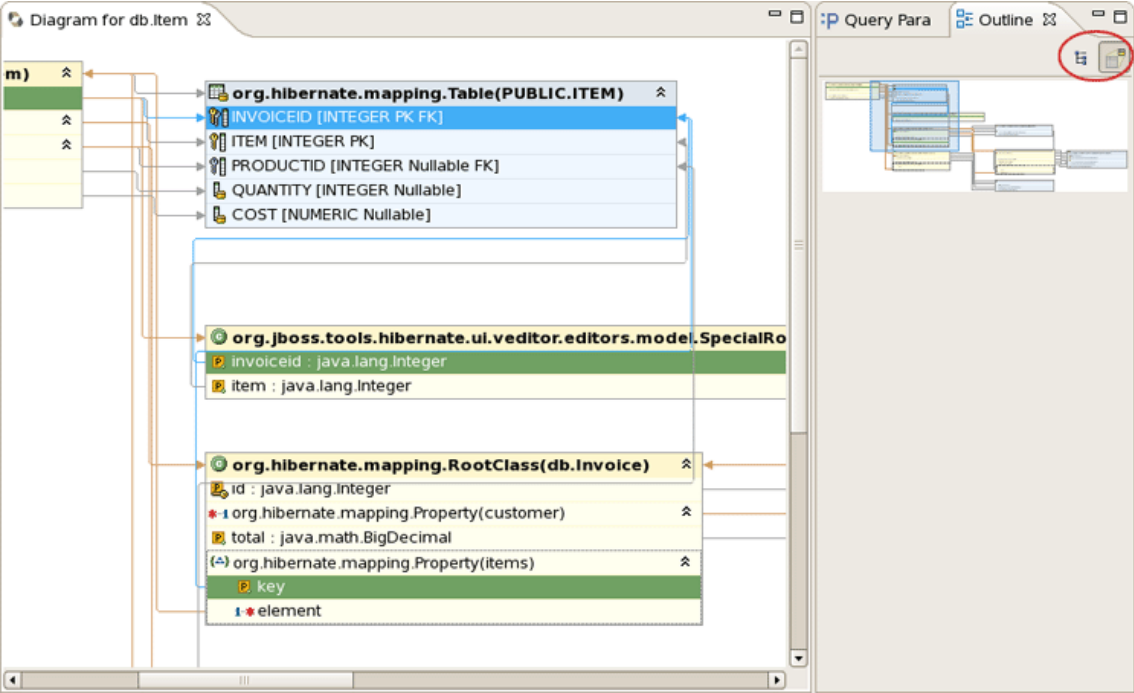 Diagram for db.Item
Query Para
Outline
m)
org.hibernate.mapping.Table(PUBLIC.ITEM)
INVOICEID [INTEGER PK FK]
ITEM [INTEGER PK]
PRODUCTID [INTEGER Nullable FK]
QUANTITY [INTEGER Nullable]
COST [NUMERIC Nullable]
org.jboss.tools.hibernate.ui.veditor.editors.model.SpecialRo
invoiceid : java.lang.Integer
item : java.lang.Integer
org.hibernate.mapping.RootClass(db.Invoice)
id : java.lang.Integer
org.hibernate.mapping.Property(customer)
total : java.math.BigDecimal
org.hibernate.mapping.Property(items)
key
element